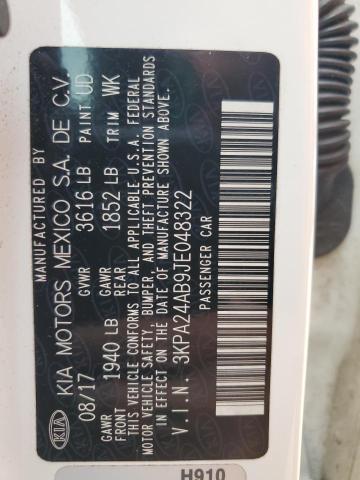 KIA KIA MOTORS MEXICO S.A. DE C.V.
MANUFACTURED BY
08/17 GVWR 3616 LB PAINT UD
GAWR FRONT 1940 LB GAWR REAR 1852 LB TRIM WK
THIS VEHICLE CONFORMS TO ALL APPLICABLE U.S.A. FEDERAL
MOTOR VEHICLE SAFETY, BUMPER, AND THEFT PREVENTION STANDARDS
IN EFFECT ON THE DATE OF MANUFACTURE SHOWN ABOVE.
V.I.N. 3KPA24AB9JE048322
PASSENGER CAR
H910